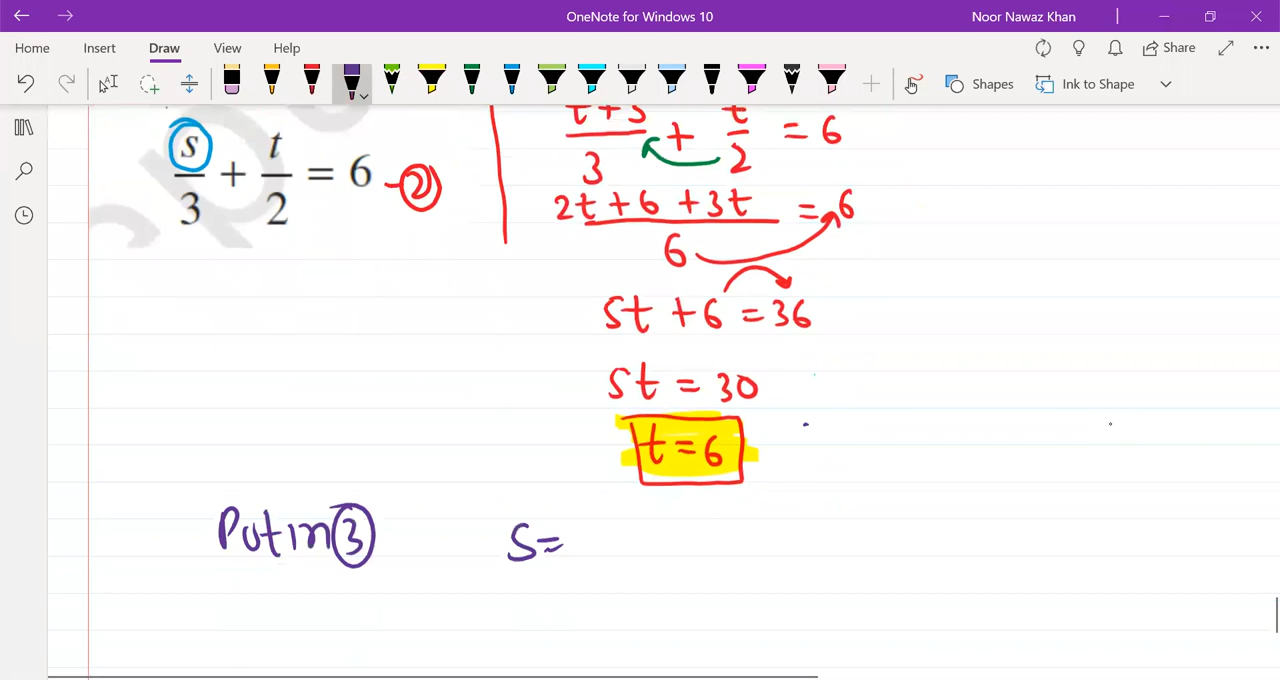 OneNote for Windows 10
Noor Nawaz Khan
Home Insert Draw View Help
Share
Shapes
Ink to Shape
s/3 + t/2 = 6 - ②
t+3/3 + t/2 = 6
2t + 6 + 3t / 6 = 6
5t + 6 = 36
5t = 30
t = 6
Put in ③
S=